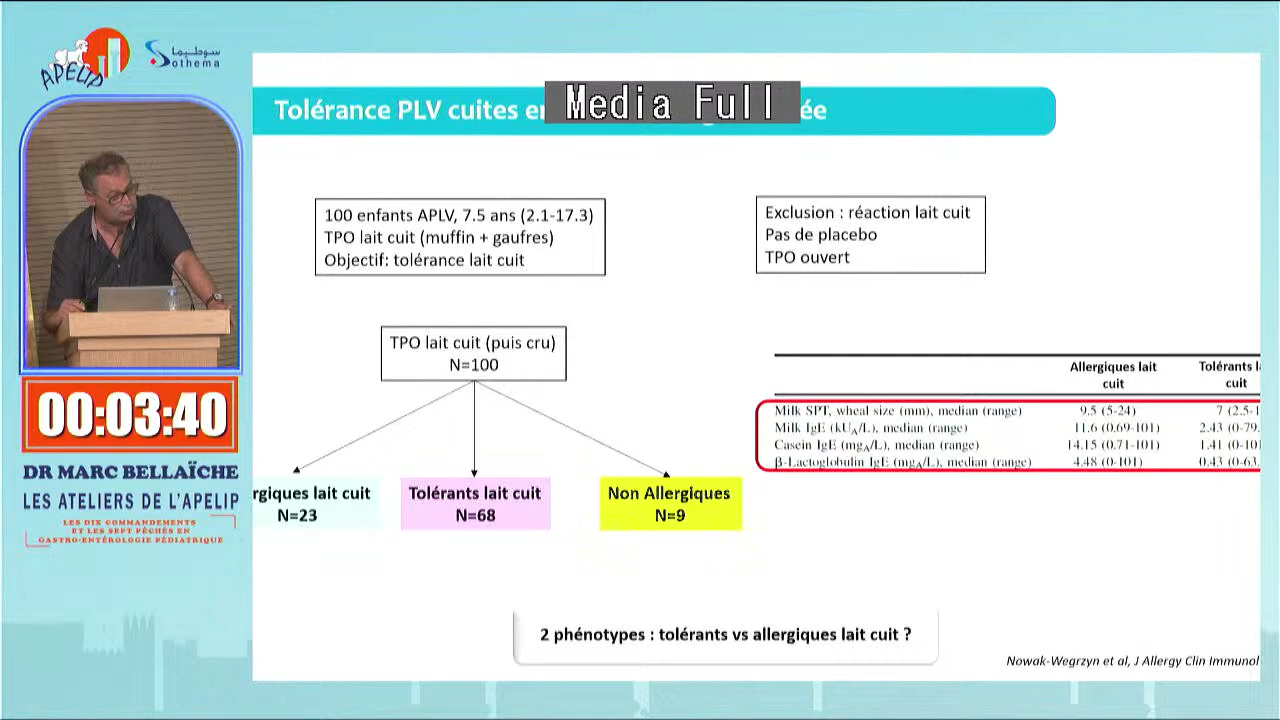 APELIP
سوطيما
Sothema
Tolérance PLV cuites
Media Full
100 enfants APLV, 7.5 ans (2.1-17.3)
TPO lait cuit (muffin + gaufres)
Objectif: tolérance lait cuit
Exclusion : réaction lait cuit
Pas de placebo
TPO ouvert
TPO lait cuit (puis cru)
N=100
Allergiques lait
cuit
Tolérants
cuit
Milk SPT, wheal size (mm), median (range) 9.5 (5-24) 7 (2.5-1
Milk IgE (kUA/L), median (range) 11.6 (0.69-101) 2.43 (0-79.
Casein IgE (mgA/L), median (range) 14.15 (0.71-101) 1.41 (0-10
β-Lactoglobulin IgE (mgA/L), median (range) 4.48 (0-101) 0.43 (0-63.
rgiques lait cuit
N=23
Tolérants lait cuit
N=68
Non Allergiques
N=9
2 phénotypes : tolérants vs allergiques lait cuit ?
Nowak-Wegrzyn et al, J Allergy Clin Immunol
00:03:40
DR MARC BELLAÏCHE
LES ATELIERS DE L'APELIP
LES DIX COMMANDEMENTS
ET LES SEPT PÉCHÉS EN
GASTRO-ENTÉROLOGIE PÉDIATRIQUE